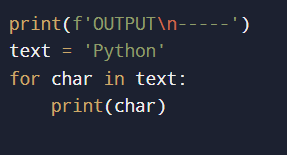 print(f'OUTPUT\n-----')
text = 'Python'
for char in text:
    print(char)